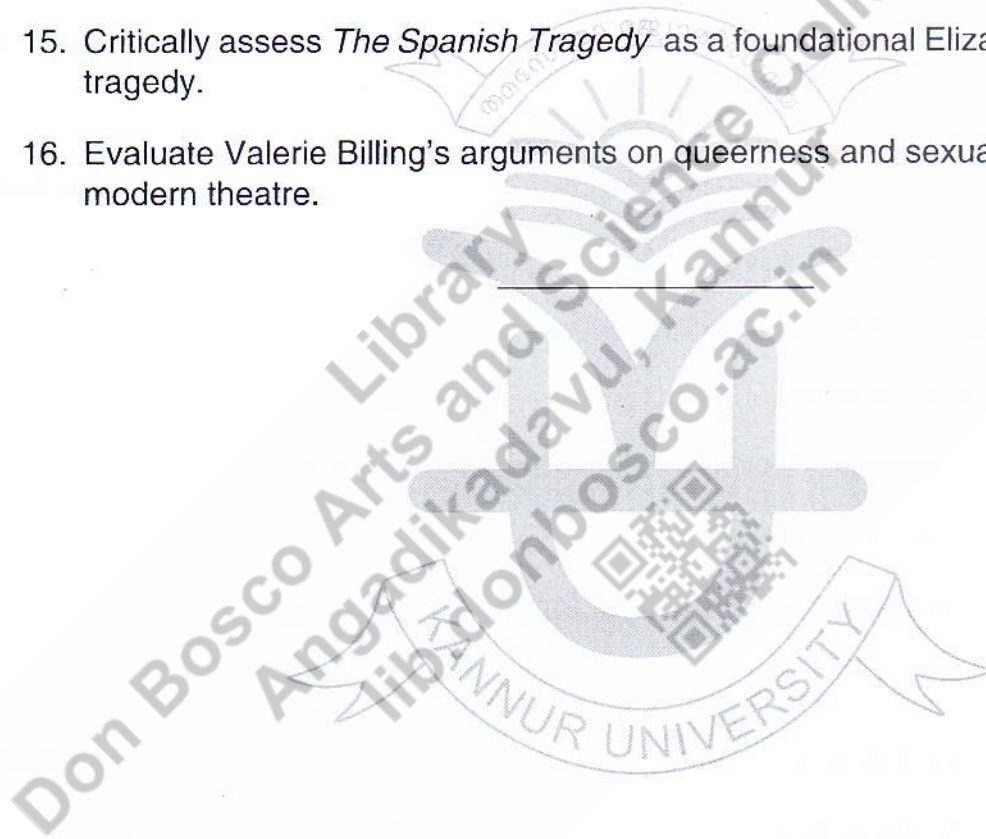 15. Critically assess The Spanish Tragedy as a foundational Eliza
tragedy.
16. Evaluate Valerie Billing's arguments on queerness and sexua
modern theatre.
Library
Don Bosco Arts and Science
Angadikadavu, Kannur
libdonbosco.ac.in
KANNUR UNIVERSITY